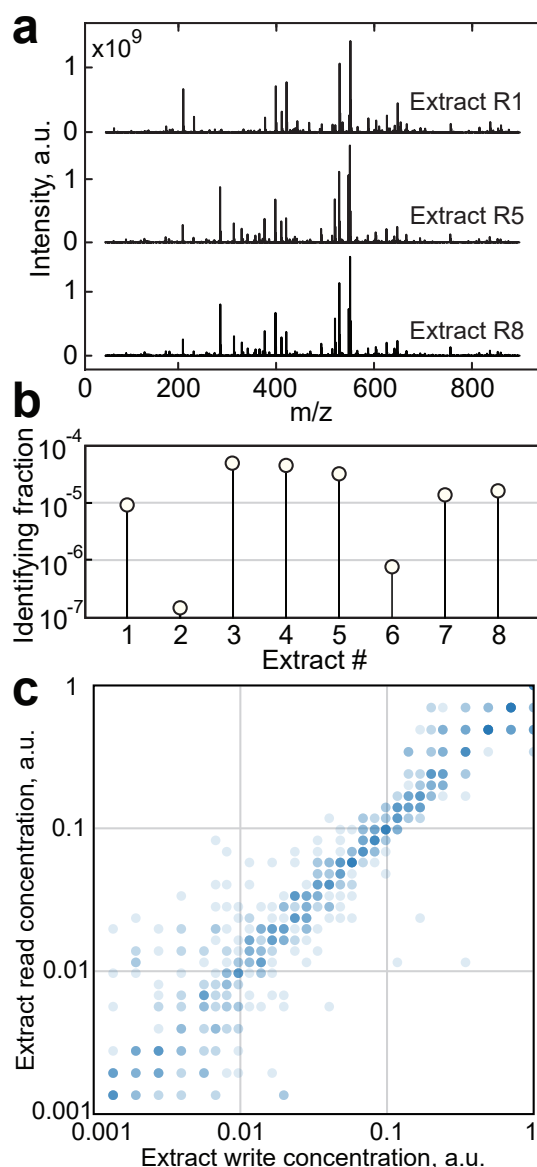 a
x10^9
Intensity, a.u.
1
0
Extract R1
1
0
Extract R5
1
0
Extract R8
0 200 400 600 800
m/z
b
Identifying fraction
10^-4
10^-5
10^-6
10^-7
1 2 3 4 5 6 7 8
Extract #
c
Extract read concentration, a.u.
1
0.1
0.01
0.001
0.001 0.01 0.1 1
Extract write concentration, a.u.